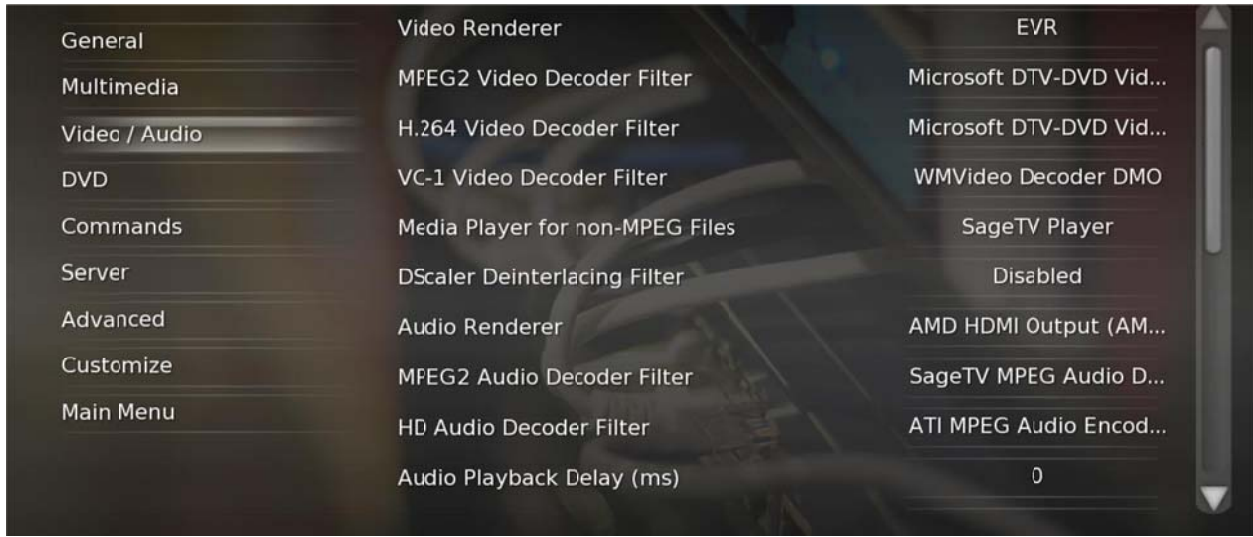 General
Multimedia
Video / Audio
DVD
Commands
Server
Advanced
Customize
Main Menu
Video Renderer EVR
MPEG2 Video Decoder Filter Microsoft DTV-DVD Vid...
H.264 Video Decoder Filter Microsoft DTV-DVD Vid...
VC-1 Video Decoder Filter WMVideo Decoder DMO
Media Player for non-MPEG Files SageTV Player
DScaler Deinterlacing Filter Disabled
Audio Renderer AMD HDMI Output (AM...
MPEG2 Audio Decoder Filter SageTV MPEG Audio D...
HD Audio Decoder Filter ATI MPEG Audio Encod...
Audio Playback Delay (ms) 0